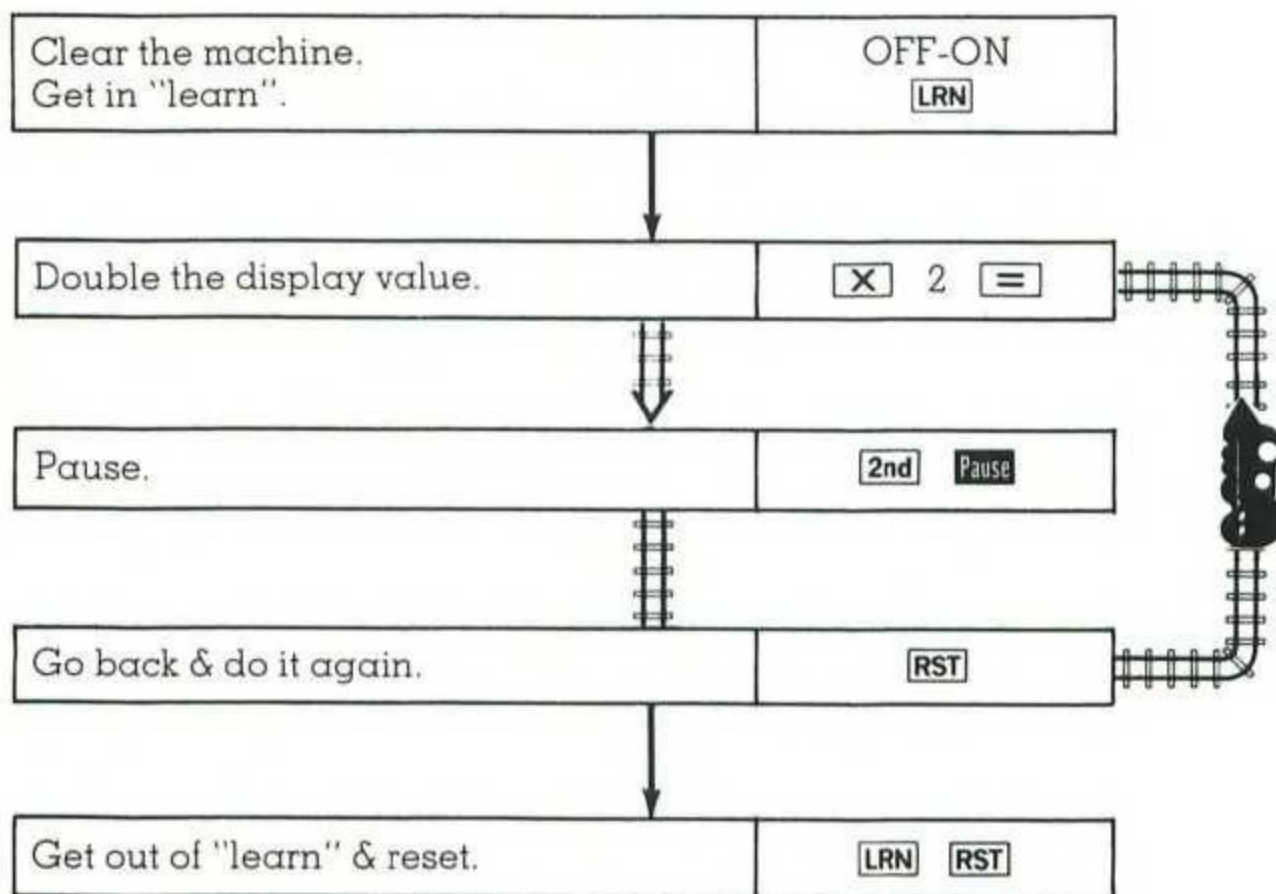 Clear the machine.
Get in "learn".
OFF-ON
LRN
Double the display value.
X 2 =
Pause.
2nd Pause
Go back & do it again.
RST
Get out of "learn" & reset.
LRN RST